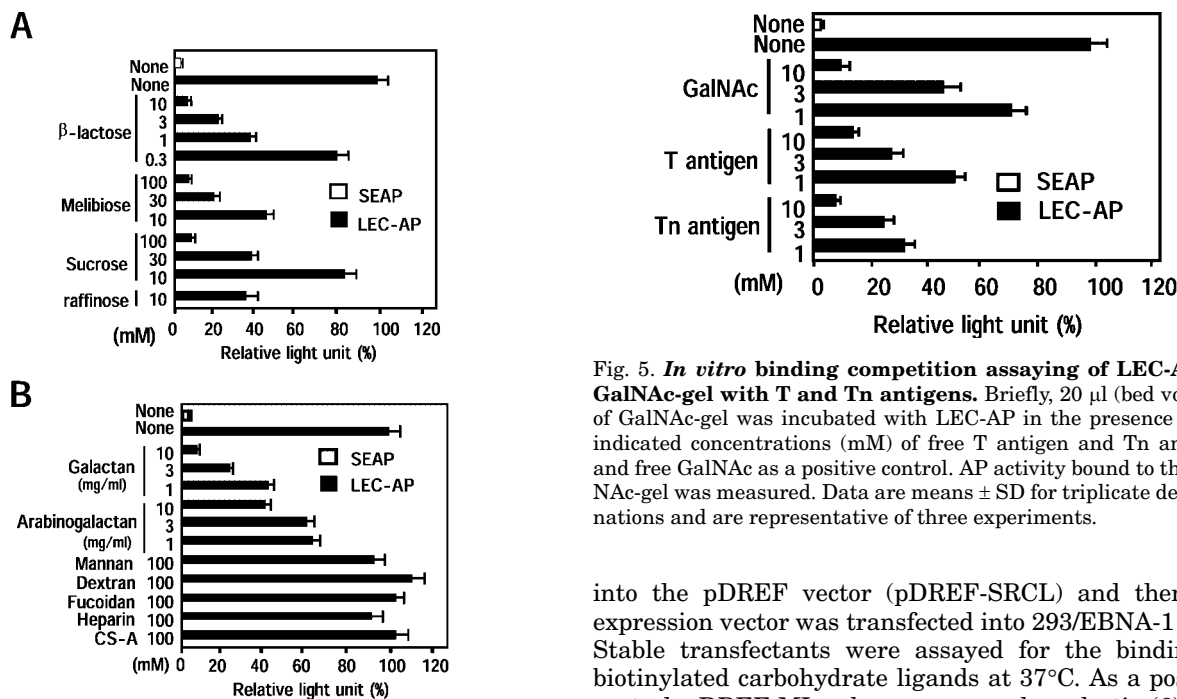 A
None
None
β-lactose
10
3
1
0.3
Melibiose
100
30
10
Sucrose
100
30
10
raffinose 10
SEAP
LEC-AP
(mM)
0 20 40 60 80 100 120
Relative light unit (%)
B
None
None
Galactan
(mg/ml)
10
3
1
Arabinogalactan
(mg/ml)
10
3
1
Mannan 100
Dextran 100
Fucoidan 100
Heparin 100
CS-A 100
SEAP
LEC-AP
(mM)
0 20 40 60 80 100 120
Relative light unit (%)
None
None
GalNAc
10
3
1
T antigen
10
3
1
Tn antigen
10
3
1
SEAP
LEC-AP
(mM)
0 20 40 60 80 100 120
Relative light unit (%)
Fig. 5. In vitro binding competition assaying of LEC-A
GalNAc-gel with T and Tn antigens. Briefly, 20 µl (bed vo
of GalNAc-gel was incubated with LEC-AP in the presence
indicated concentrations (mM) of free T antigen and Tn an
and free GalNAc as a positive control. AP activity bound to th
NAc-gel was measured. Data are means ± SD for triplicate de
nations and are representative of three experiments.
into the pDREF vector (pDREF-SRCL) and then
expression vector was transfected into 293/EBNA-1
Stable transfectants were assayed for the bindin
biotinylated carbohydrate ligands at 37°C. As a po